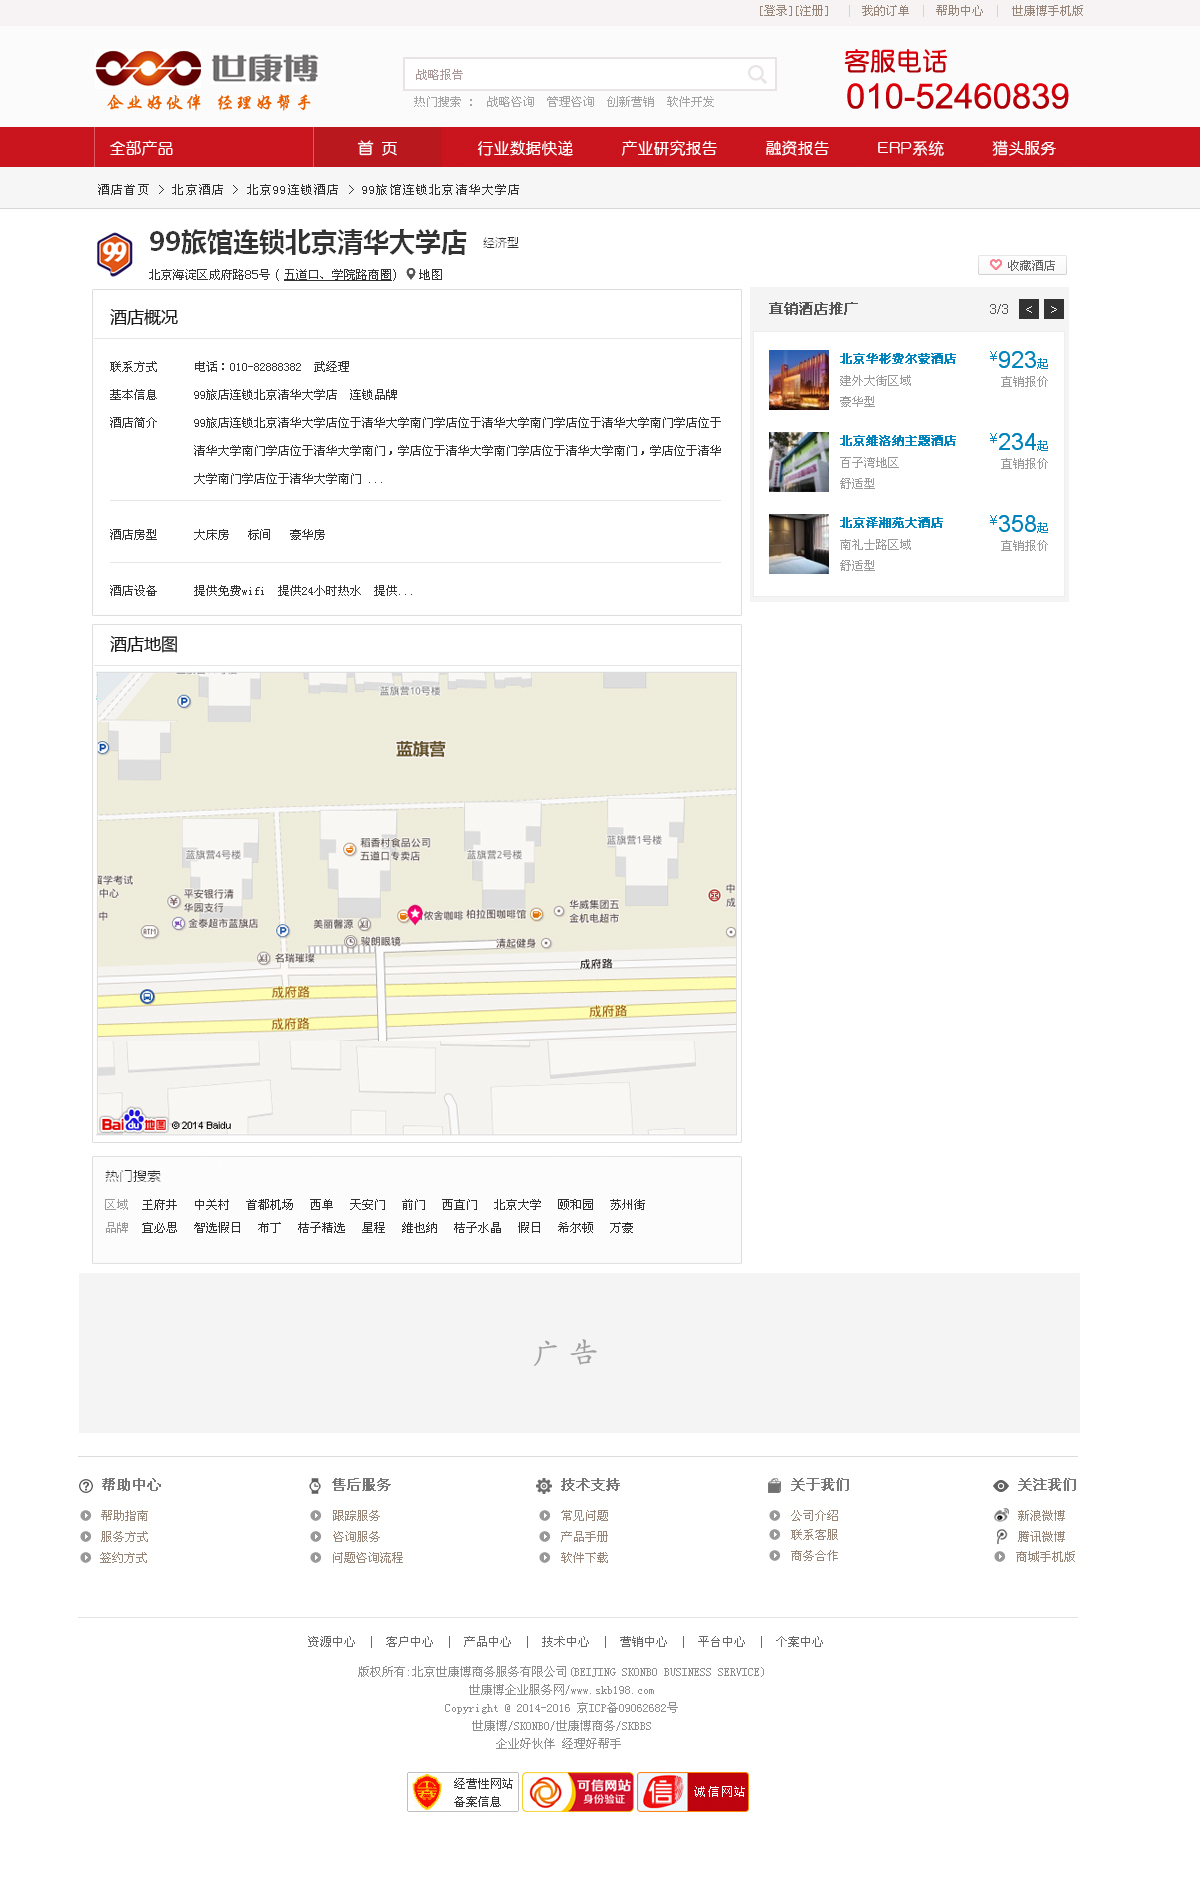 [登录][注册] | 我的订单 | 帮助中心 | 世康博手机版
世康博
企业好伙伴 经理好帮手
战略报告
热门搜索： 战略咨询 管理咨询 创新营销 软件开发
客服电话
010-52460839
全部产品 首 页 行业数据快递 产业研究报告 融资报告 ERP系统 猎头服务
酒店首页 > 北京酒店 > 北京99连锁酒店 > 99旅馆连锁北京清华大学店
99
99旅馆连锁北京清华大学店 经济型
北京海淀区成府路85号 ( 五道口、学院路商圈) 地图
收藏酒店
酒店概况
联系方式 电话：010-82888382 武经理
基本信息 99旅店连锁北京清华大学店 连锁品牌
酒店简介 99旅店连锁北京清华大学店位于清华大学南门学店位于清华大学南门学店位于清华大学南门学店位于
清华大学南门学店位于清华大学南门，学店位于清华大学南门学店位于清华大学南门，学店位于清华
大学南门学店位于清华大学南门 ...
酒店房型 大床房 标间 豪华房
酒店设备 提供免费wifi 提供24小时热水 提供...
直销酒店推广 3/3 < >
北京华彬费尔蒙酒店 ¥923起
建外大街区域 直销报价
豪华型
北京维洛纳主题酒店 ¥234起
百子湾地区 直销报价
舒适型
北京泽湘苑大酒店 ¥358起
南礼士路区域 直销报价
舒适型
酒店地图
蓝旗营10号楼
P
P
蓝旗营
蓝旗营4号楼
稻香村食品公司
五道口专卖店
蓝旗营2号楼
蓝旗营1号楼
留学考试
中心
中
平安银行清
华园支行
金泰超市蓝旗店
ATM
P
美丽馨源
侬舍咖啡
柏拉图咖啡馆
华威集团五
金机电超市
中
成
骏朗眼镜
清起健身
名瑞璀璨
成府路
成府路
成府路
成府路
Bai du 地图 © 2014 Baidu
热门搜索
区域 王府井 中关村 首都机场 西单 天安门 前门 西直门 北京大学 颐和园 苏州街
品牌 宜必思 智选假日 布丁 桔子精选 星程 维也纳 桔子水晶 假日 希尔顿 万豪
广 告
帮助中心
帮助指南
服务方式
签约方式
售后服务
跟踪服务
咨询服务
问题咨询流程
技术支持
常见问题
产品手册
软件下载
关于我们
公司介绍
联系客服
商务合作
关注我们
新浪微博
腾讯微博
商城手机版
资源中心 | 客户中心 | 产品中心 | 技术中心 | 营销中心 | 平台中心 | 个案中心
版权所有:北京世康博商务服务有限公司(BEIJING SKONBO BUSINESS SERVICE)
世康博企业服务网/www.skb198.com
Copyright @ 2014-2016 京ICP备09062682号
世康博/SKONBO/世康博商务/SKBBS
企业好伙伴 经理好帮手
经营性网站
备案信息
可信网站
身份验证
信 诚信网站